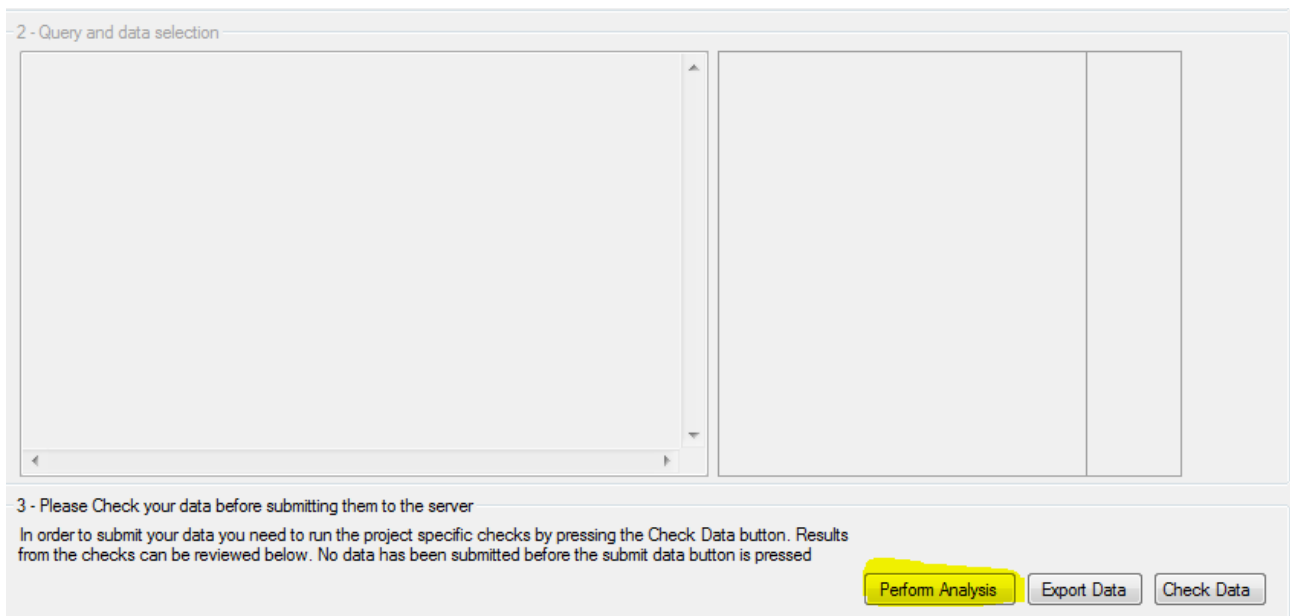 2 - Query and data selection
3 - Please Check your data before submitting them to the server
In order to submit your data you need to run the project specific checks by pressing the Check Data button. Results
from the checks can be reviewed below. No data has been submitted before the submit data button is pressed
Perform Analysis Export Data Check Data